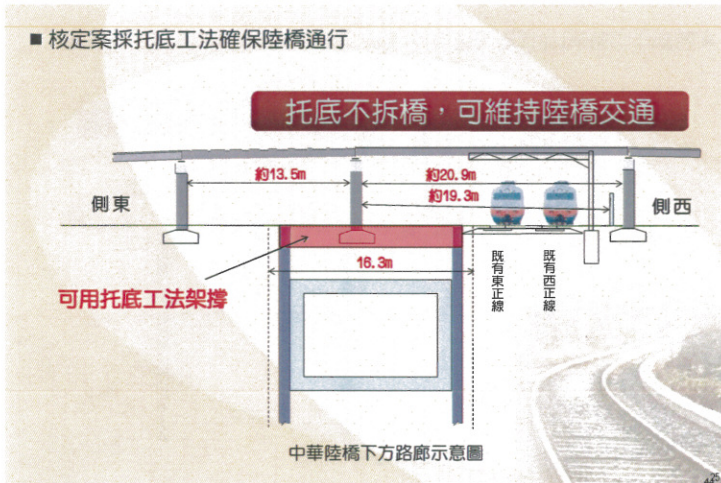 ■ 核定案採托底工法確保陸橋通行
托底不拆橋，可維持陸橋交通
約13.5m
約20.9m
約19.3m
側東
側西
16.3m
可用托底工法架撐
既有東正線
既有西正線
中華陸橋下方路廊示意圖